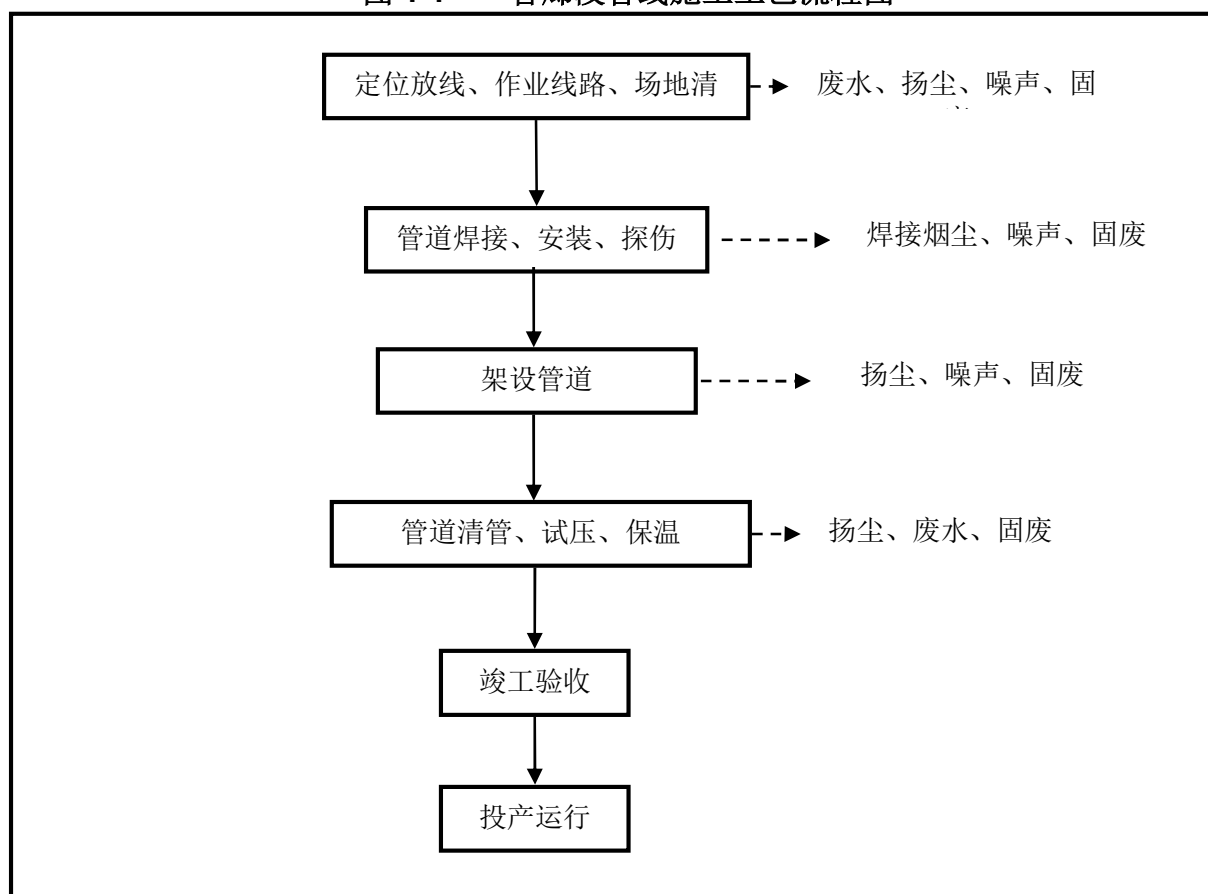 定位放线、作业线路、场地清
废水、扬尘、噪声、固
管道焊接、安装、探伤
焊接烟尘、噪声、固废
架设管道
扬尘、噪声、固废
管道清管、试压、保温
扬尘、废水、固废
竣工验收
投产运行